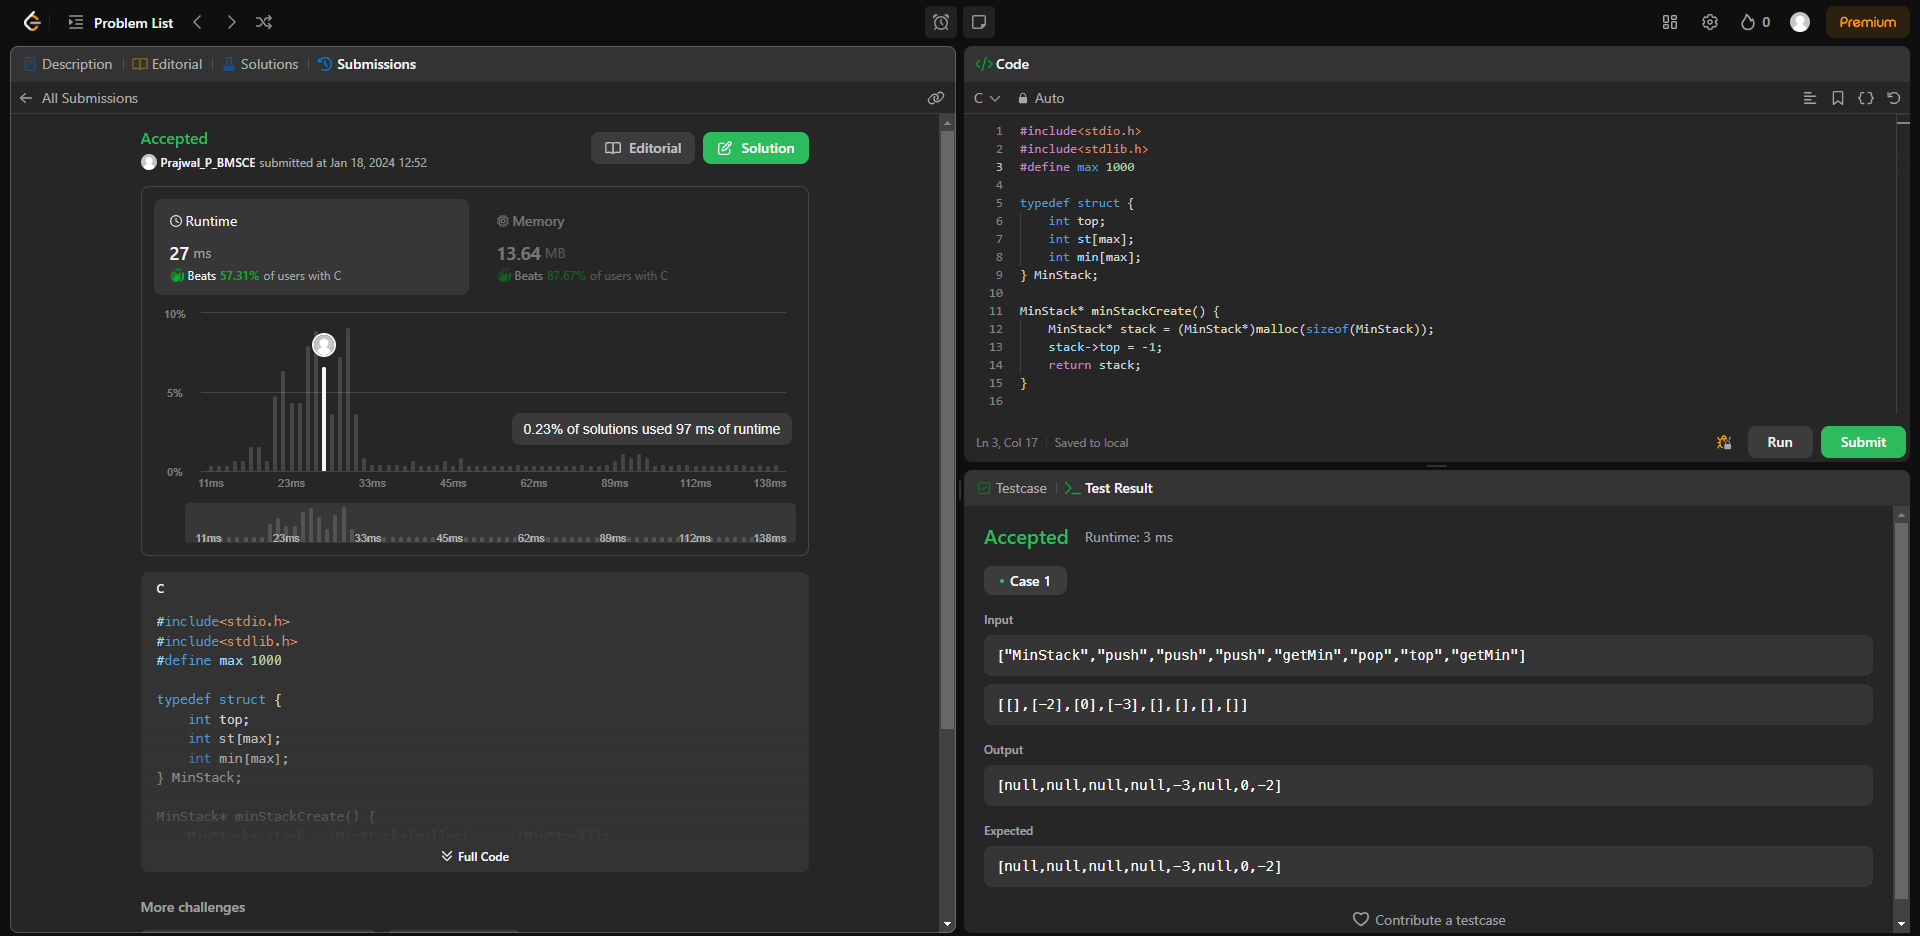 Problem List
0
Premium
Description
Editorial
Solutions
Submissions
All Submissions
Accepted
Prajwal_P_BMSCE submitted at Jan 18, 2024 12:52
Editorial
Solution
Runtime
27 ms
Beats 57.31% of users with C
Memory
13.64 MB
Beats 87.67% of users with C
10%
5%
0%
0.23% of solutions used 97 ms of runtime
11ms 23ms 33ms 45ms 62ms 89ms 112ms 138ms
11ms 23ms 33ms 45ms 62ms 89ms 112ms 138ms
C
#include<stdio.h>
#include<stdlib.h>
#define max 1000
typedef struct {
int top;
int st[max];
int min[max];
} MinStack;
MinStack* minStackCreate() {
MinStack* stack = (MinStack*)malloc(sizeof(MinStack));
Full Code
More challenges
Code
C
Auto
1 #include<stdio.h>
2 #include<stdlib.h>
3 #define max 1000
4
5 typedef struct {
6 int top;
7 int st[max];
8 int min[max];
9 } MinStack;
10
11 MinStack* minStackCreate() {
12 MinStack* stack = (MinStack*)malloc(sizeof(MinStack));
13 stack->top = -1;
14 return stack;
15 }
16
Ln 3, Col 17
Saved to local
Run
Submit
Testcase
Test Result
Accepted
Runtime: 3 ms
Case 1
Input
["MinStack","push","push","push","getMin","pop","top","getMin"]
[[],[-2],[0],[-3],[],[],[],[]]
Output
[null,null,null,null,-3,null,0,-2]
Expected
[null,null,null,null,-3,null,0,-2]
Contribute a testcase